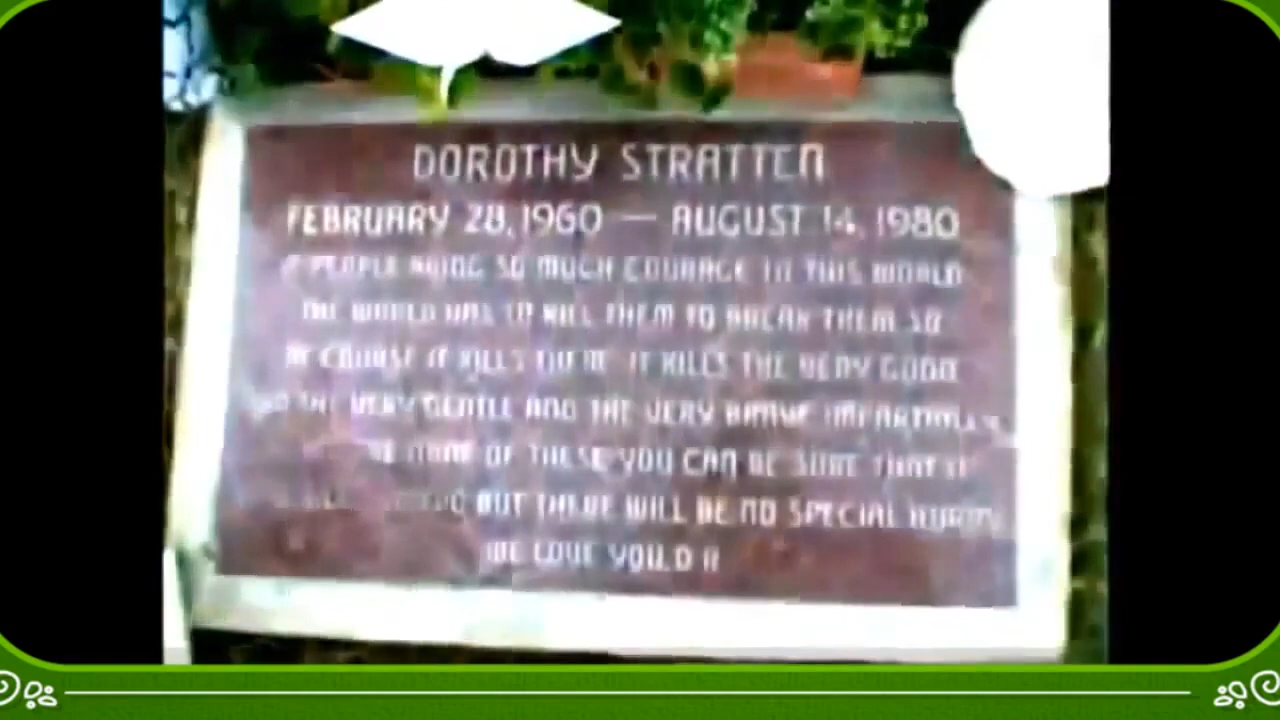 DOROTHY STRATTEN
FEBRUARY 28, 1960 — AUGUST 14, 1980
PEOPLE BRING SO MUCH COURAGE TO THIS WORLD
THE WORLD HAS TO KILL THEM TO BREAK THEM SO
OF COURSE IT KILLS THEM IT KILLS THE VERY GOOD
THE VERY GENTLE AND THE VERY BRAVE IMPARTIALLY
NONE OF THESE YOU CAN BE SURE THAT IT
BUT THERE WILL BE NO SPECIAL HURRY
WE LOVE YOU, D R